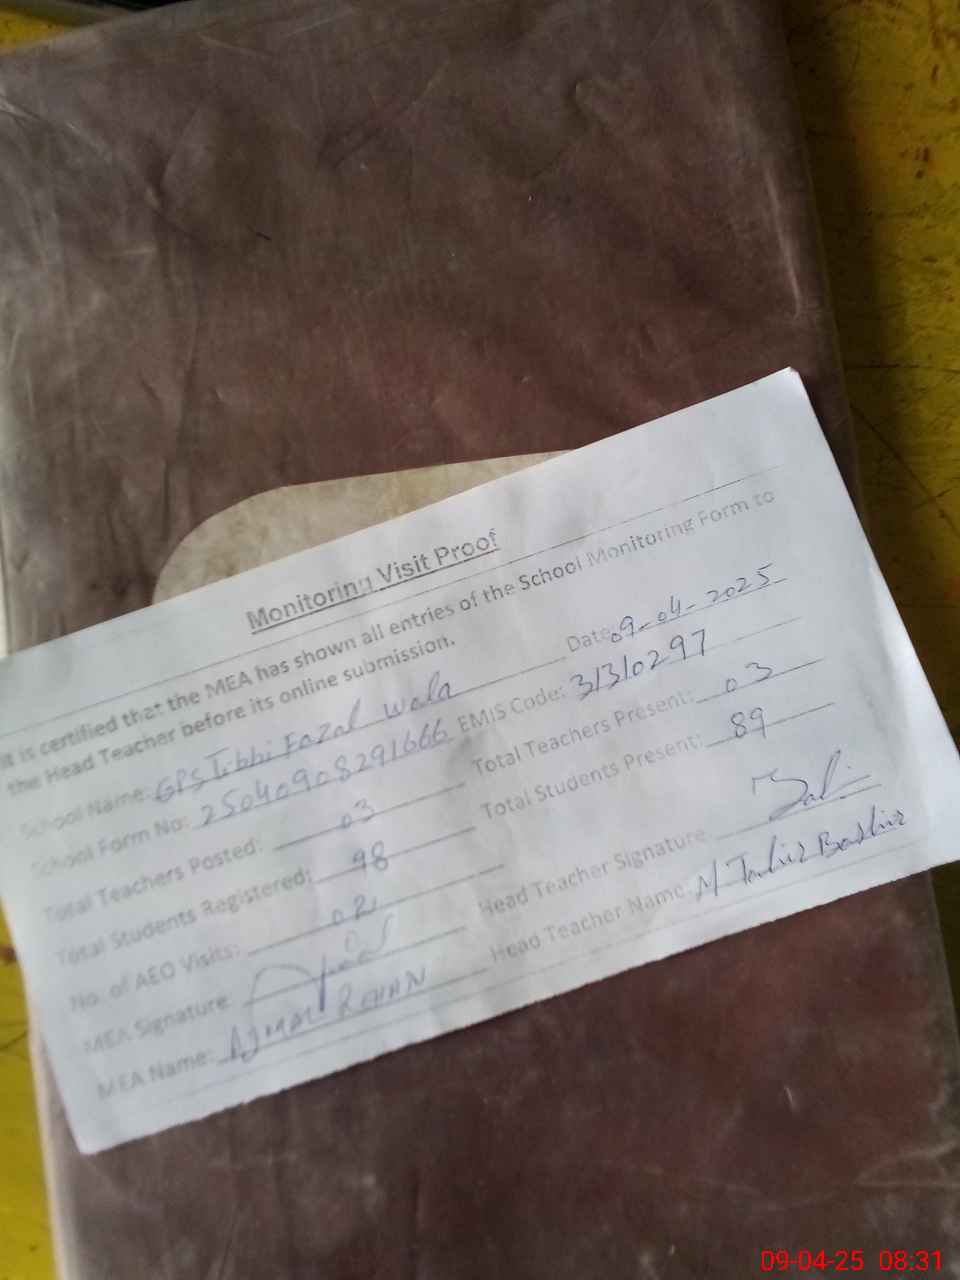 Monitoring Visit Proof
It is certified that the MEA has shown all entries of the School Monitoring Form to
the Head Teacher before its online submission.
Date: 09-04-2025
School Name: GPS Tibbi Fazal Wala EMIS Code: 31310297
School Form No: 25040908291666 Total Teachers Present: 03
Total Teachers Posted: 03 Total Students Present: 89
Total Students Registered: 98
No. of AEO Visits: 02 Head Teacher Signature
MEA Signature Head Teacher Name: M Tahir Bashir
MEA Name: AJMAL REHAN
09-04-25 08:31